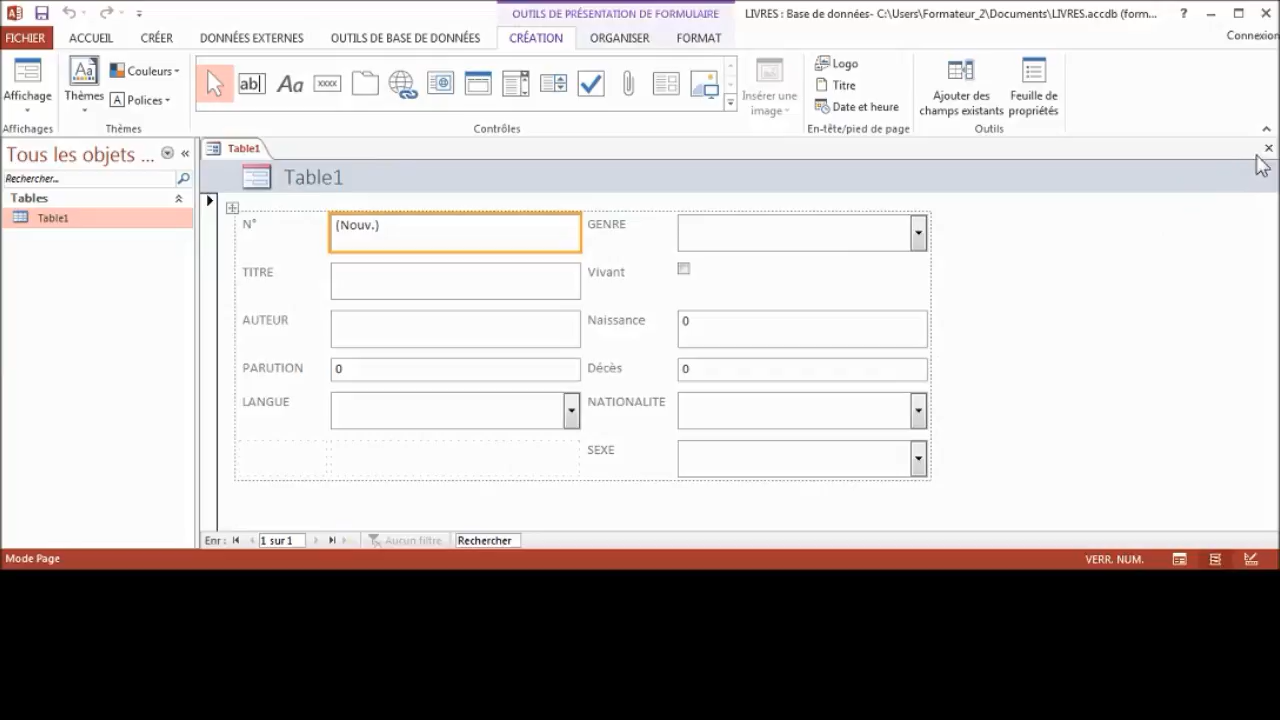 OUTILS DE PRÉSENTATION DE FORMULAIRE
LIVRES : Base de données- C:\Users\Formateur_2\Documents\LIVRES.accdb (form...
?
FICHIER ACCUEIL CRÉER DONNÉES EXTERNES OUTILS DE BASE DE DONNÉES CRÉATION ORGANISER FORMAT
Connexion
Affichage
Affichages
Aa
Thèmes
Couleurs
A Polices
Thèmes
ab| Aa xxxx
Contrôles
Insérer une
image
Logo
Titre
Date et heure
En-tête/pied de page
Ajouter des
champs existants
Feuille de
propriétés
Outils
Tous les objets ...
Rechercher...
Tables
Table1
Table1
Table1
N° (Nouv.) GENRE
TITRE Vivant
AUTEUR Naissance 0
PARUTION 0 Décès 0
LANGUE NATIONALITE
SEXE
Enr : 1 sur 1 Aucun filtre Rechercher
Mode Page VERR. NUM.